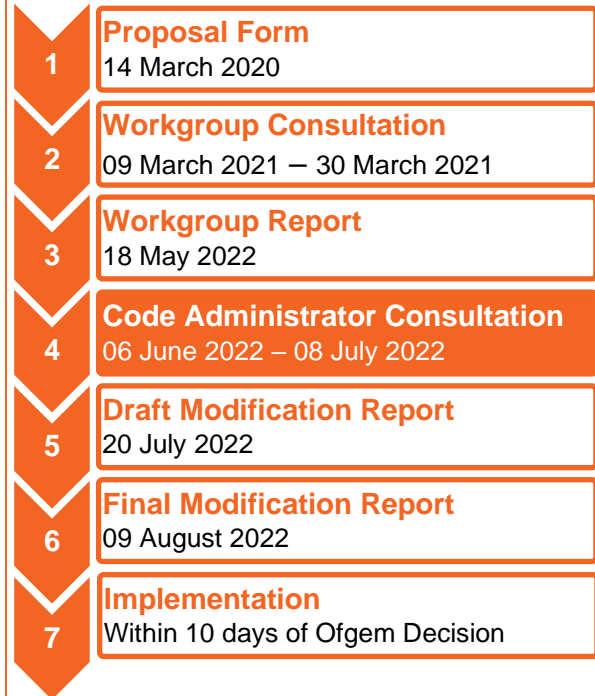 1
Proposal Form
14 March 2020
2
Workgroup Consultation
09 March 2021 – 30 March 2021
3
Workgroup Report
18 May 2022
4
Code Administrator Consultation
06 June 2022 – 08 July 2022
5
Draft Modification Report
20 July 2022
6
Final Modification Report
09 August 2022
7
Implementation
Within 10 days of Ofgem Decision